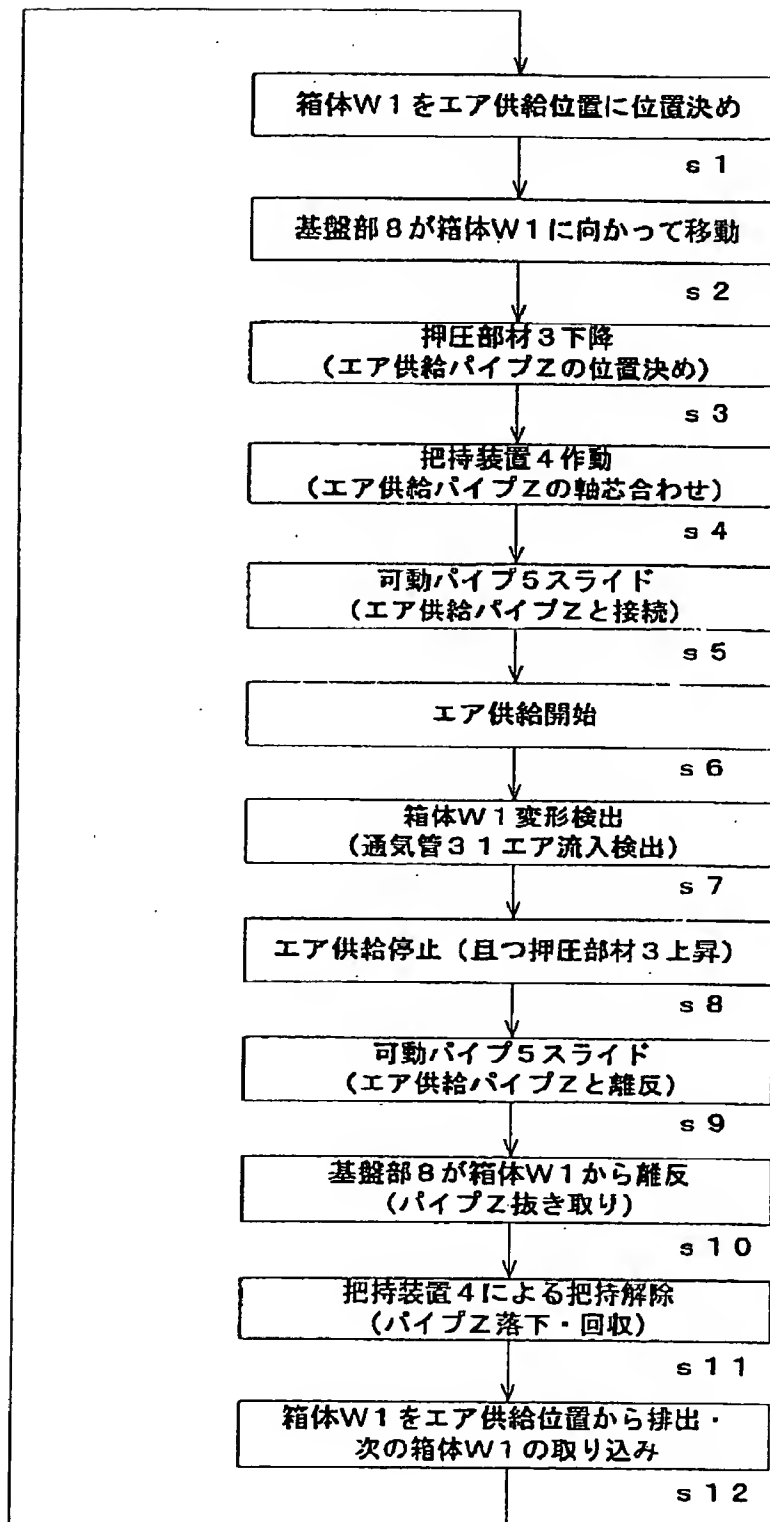 箱体W1をエア供給位置に位置決め
s1
基盤部8が箱体W1に向かって移動
s2
押圧部材3下降
(エア供給パイプZの位置決め)
s3
把持装置4作動
(エア供給パイプZの軸芯合わせ)
s4
可動パイプ5スライド
(エア供給パイプZと接続)
s5
エア供給開始
s6
箱体W1変形検出
(通気管31エア流入検出)
s7
エア供給停止(且つ押圧部材3上昇)
s8
可動パイプ5スライド
(エア供給パイプZと離反)
s9
基盤部8が箱体W1から離反
(パイプZ抜き取り)
s10
把持装置4による把持解除
(パイプZ落下・回収)
s11
箱体W1をエア供給位置から排出・
次の箱体W1の取り込み
s12